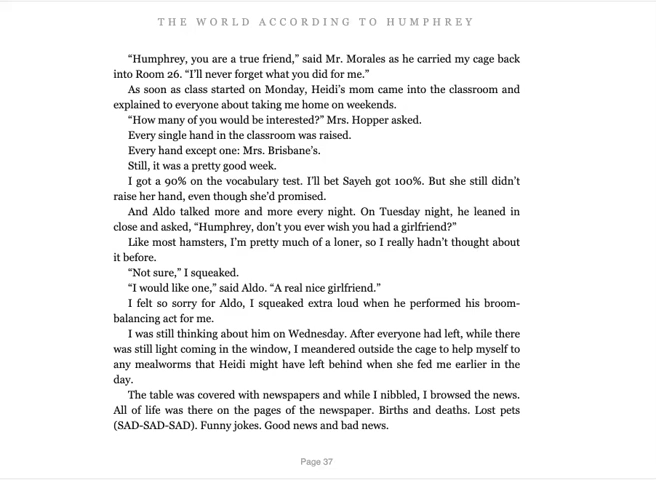 THE WORLD ACCORDING TO HUMPHREY
“Humphrey, you are a true friend,” said Mr. Morales as he carried my cage back
into Room 26. “I’ll never forget what you did for me.”
As soon as class started on Monday, Heidi’s mom came into the classroom and
explained to everyone about taking me home on weekends.
“How many of you would be interested?” Mrs. Hopper asked.
Every single hand in the classroom was raised.
Every hand except one: Mrs. Brisbane’s.
Still, it was a pretty good week.
I got a 90% on the vocabulary test. I’ll bet Sayeh got 100%. But she still didn’t
raise her hand, even though she’d promised.
And Aldo talked more and more every night. On Tuesday night, he leaned in
close and asked, “Humphrey, don’t you ever wish you had a girlfriend?”
Like most hamsters, I’m pretty much of a loner, so I really hadn’t thought about
it before.
“Not sure,” I squeaked.
“I would like one,” said Aldo. “A real nice girlfriend.”
I felt so sorry for Aldo, I squeaked extra loud when he performed his broom-
balancing act for me.
I was still thinking about him on Wednesday. After everyone had left, while there
was still light coming in the window, I meandered outside the cage to help myself to
any mealworms that Heidi might have left behind when she fed me earlier in the
day.
The table was covered with newspapers and while I nibbled, I browsed the news.
All of life was there on the pages of the newspaper. Births and deaths. Lost pets
(SAD-SAD-SAD). Funny jokes. Good news and bad news.
Page 37